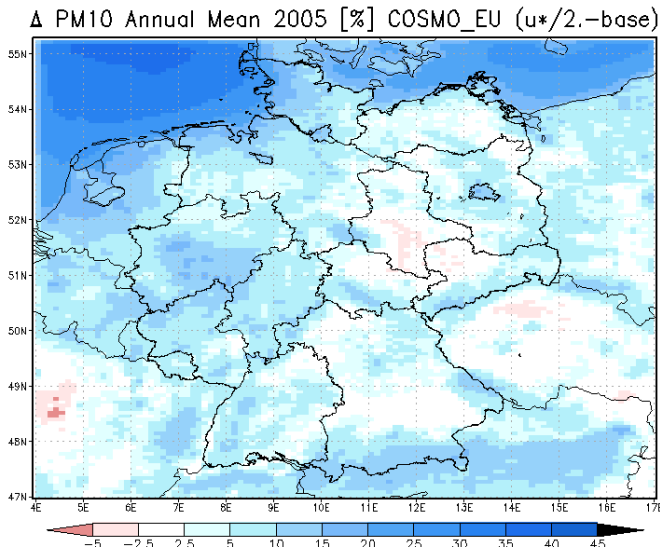 Δ PM10 Annual Mean 2005 [%] COSMO_EU (u*/2.-base)
55N
54N
53N
52N
51N
50N
49N
48N
47N
4E 5E 6E 7E 8E 9E 10E 11E 12E 13E 14E 15E 16E 17E
-5 -2.5 2.5 5 10 15 20 25 30 35 40 45